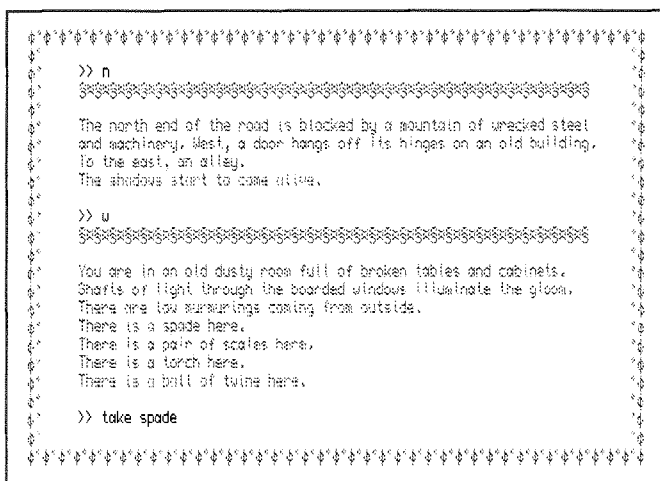 >> n
The north end of the road is blocked by a mountain of wrecked steel
and machinery. West, a door hangs off its hinges on an old building.
To the east, an alley.
The shadows start to come alive.
>> w
You are in an old dusty room full of broken tables and cabinets.
Shafts of light through the boarded windows illuminate the gloom.
There are low murmurings coming from outside.
There is a spade here.
There is a pair of scales here.
There is a torch here.
There is a ball of twine here.
>> take spade